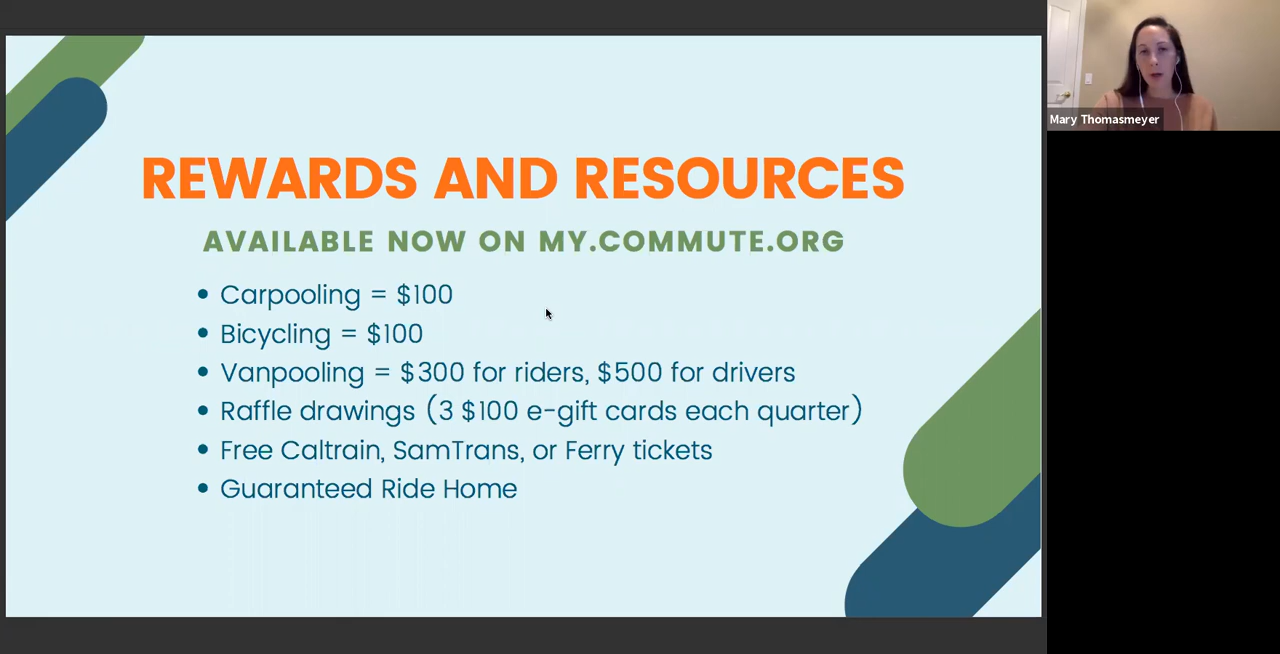 REWARDS AND RESOURCES
AVAILABLE NOW ON MY.COMMUTE.ORG
• Carpooling = $100
• Bicycling = $100
• Vanpooling = $300 for riders, $500 for drivers
• Raffle drawings (3 $100 e-gift cards each quarter)
• Free Caltrain, SamTrans, or Ferry tickets
• Guaranteed Ride Home
Mary Thomasmeyer